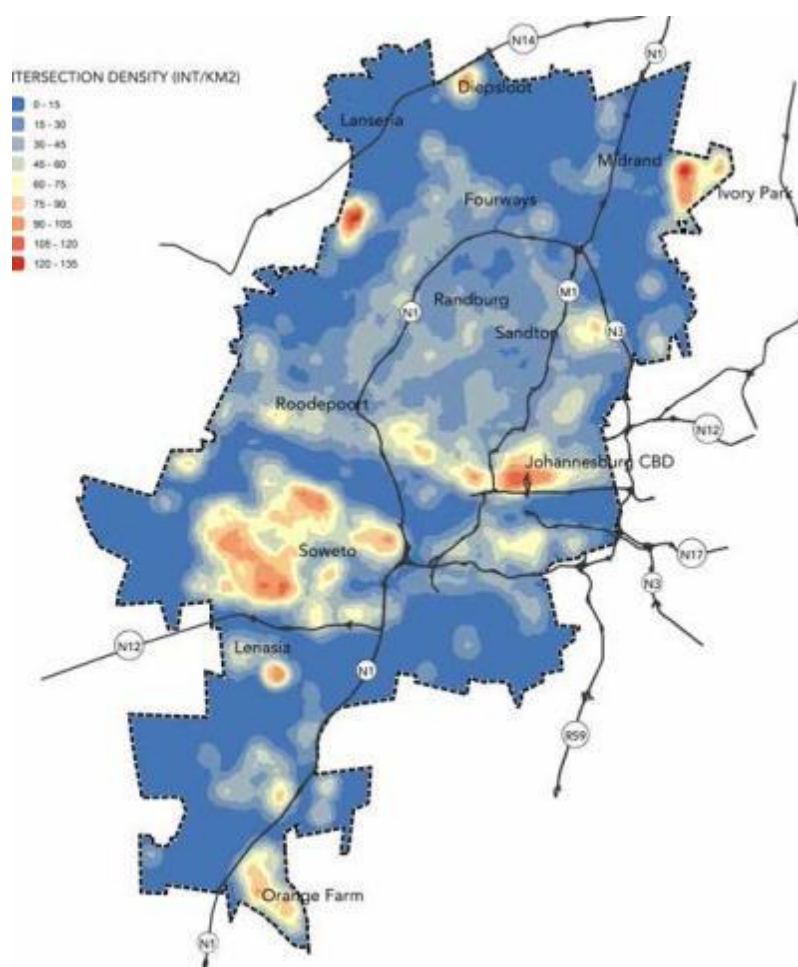 N14
N1
NTERSECTION DENSITY (INT/KM2)
0 - 15
15 - 30
30 - 45
45 - 60
60 - 75
75 - 90
90 - 105
105 - 120
120 - 135
Diepsloot
Lanseria
Midrand
Ivory Park
Fourways
N1
Randburg
M1
Sandton
N3
Roodepoort
N12
Johannesburg CBD
Soweto
N17
N3
N12
Lenasia
N1
R59
Orange Farm
N1